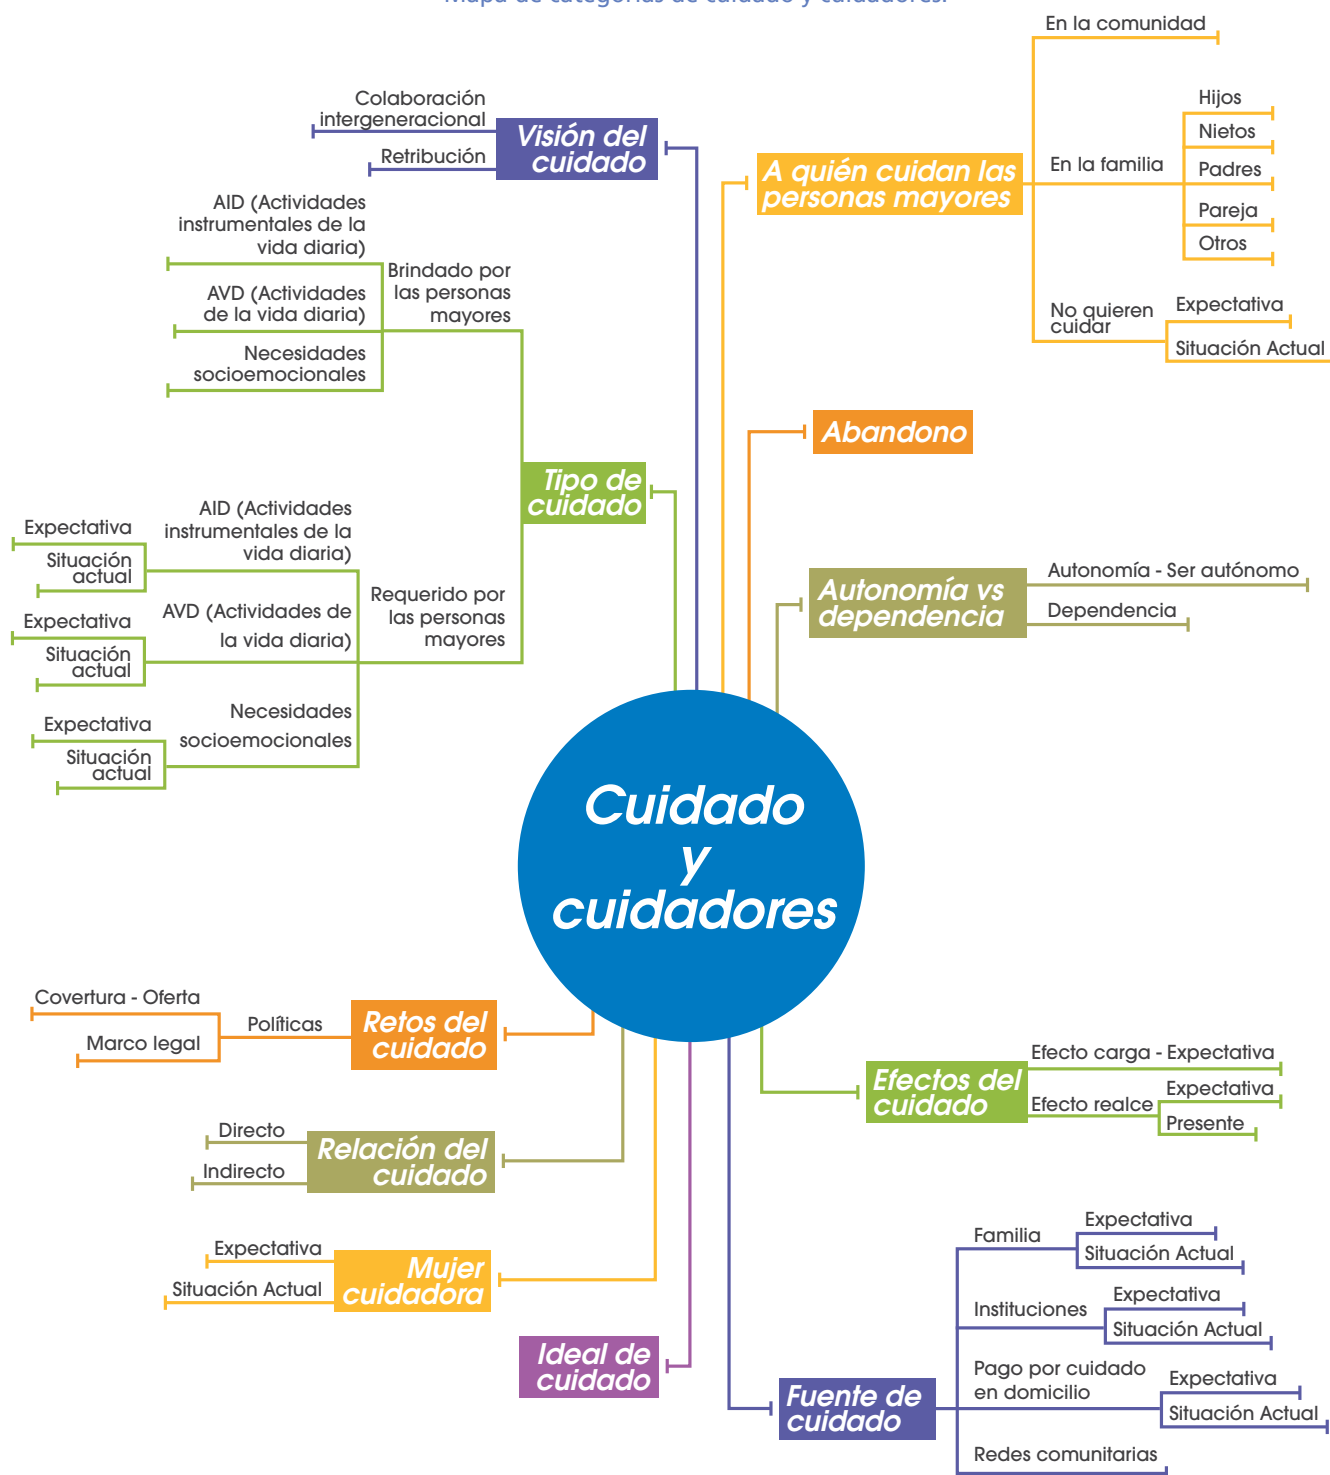 Mapa de categorías de cuidado y cuidadores.
Visión del
cuidado
Colaboración
intergeneracional
Retribución
Tipo de
cuidado
Brindado por
las personas
mayores
AID (Actividades
instrumentales de la
vida diaria)
AVD (Actividades
de la vida diaria)
Necesidades
socioemocionales
Requerido por
las personas
mayores
AID (Actividades
instrumentales de la
vida diaria)
Expectativa
Situación
actual
AVD (Actividades de
la vida diaria)
Expectativa
Situación
actual
Necesidades
socioemocionales
Expectativa
Situación
actual
A quién cuidan las
personas mayores
En la comunidad
En la familia
Hijos
Nietos
Padres
Pareja
Otros
No quieren
cuidar
Expectativa
Situación Actual
Abandono
Autonomía vs
dependencia
Autonomía - Ser autónomo
Dependencia
Cuidado
y
cuidadores
Retos del
cuidado
Políticas
Covertura - Oferta
Marco legal
Relación del
cuidado
Directo
Indirecto
Mujer
cuidadora
Expectativa
Situación Actual
Ideal de
cuidado
Efectos del
cuidado
Efecto carga - Expectativa
Efecto realce
Expectativa
Presente
Fuente de
cuidado
Familia
Expectativa
Situación Actual
Instituciones
Expectativa
Situación Actual
Pago por cuidado
en domicilio
Expectativa
Situación Actual
Redes comunitarias